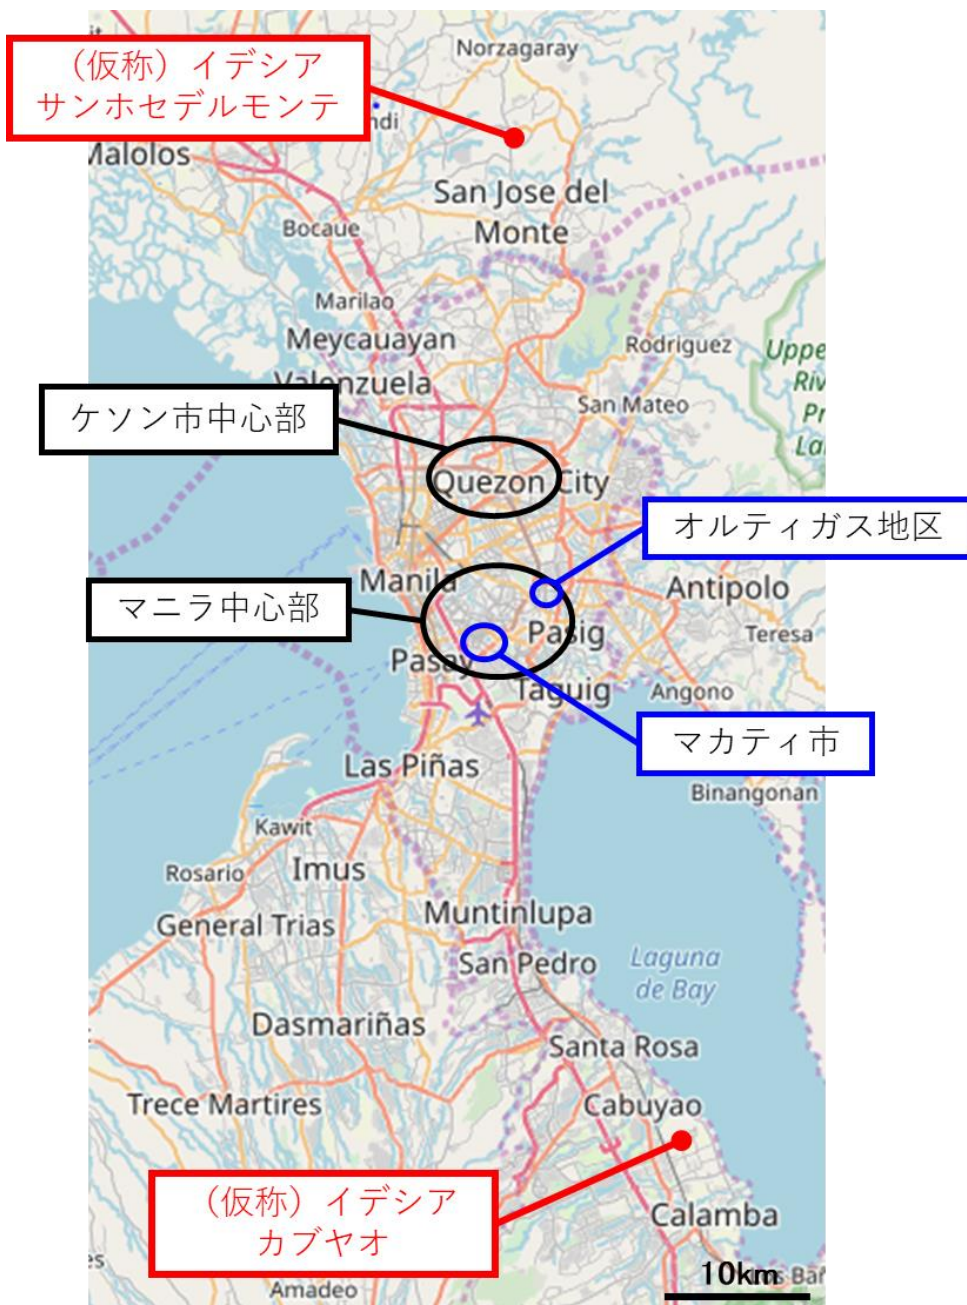 Norzagaray
（仮称）イデシア
サンホセデルモンテ
Malolos
San Jose del
Monte
Bocaue
Marilao
Meycauayan
Rodriguez
Valenzuela
San Mateo
ケソン市中心部
Quezon City
オルティガス地区
Manila
Antipolo
マニラ中心部
Pasig
Teresa
Pasay
Taguig
Angono
マカティ市
Las Piñas
Binangonan
Kawit
Imus
Rosario
General Trias
Muntinlupa
San Pedro
Laguna
de Bay
Dasmariñas
Santa Rosa
Trece Martires
Cabuyao
（仮称）イデシア
カブヤオ
Calamba
10km
Amadeo